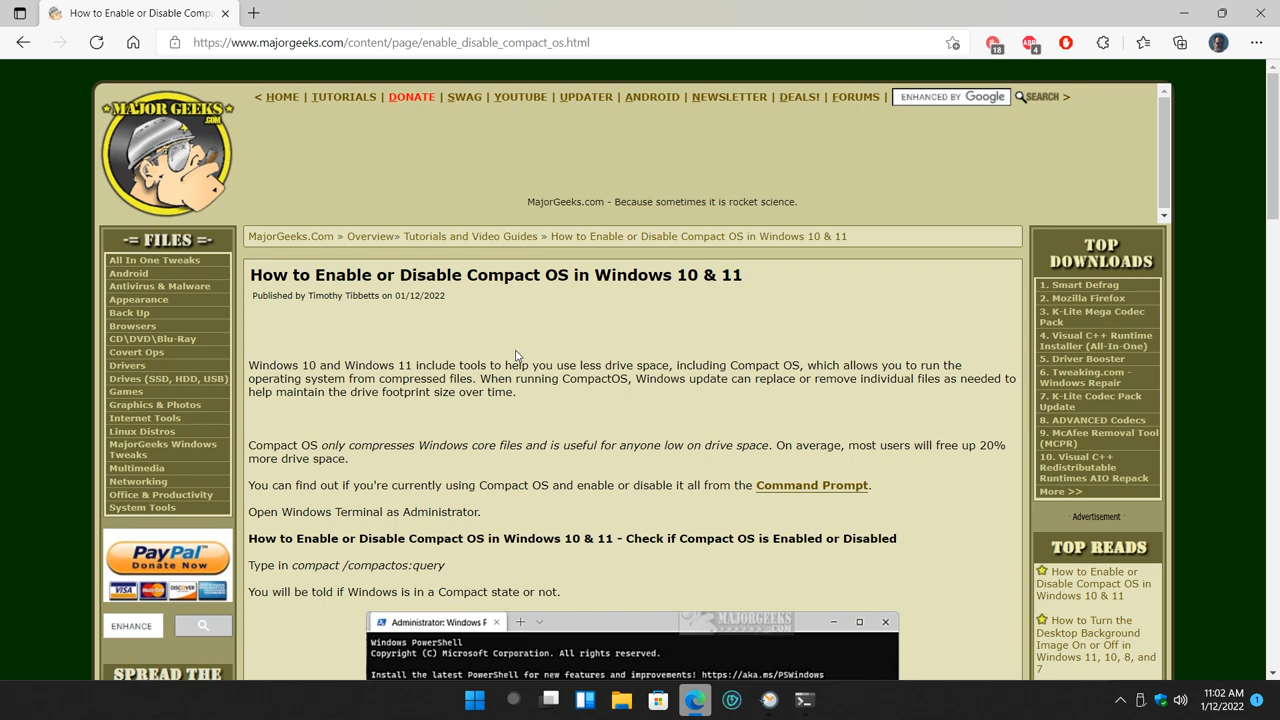 How to Enable or Disable Compa
https://www.majorgeeks.com/content/page/enable_disable_compact_os.html
18
4
MAJOR GEEKS
.COM
< HOME | TUTORIALS | DONATE | SWAG | YOUTUBE | UPDATER | ANDROID | NEWSLETTER | DEALS! | FORUMS | ENHANCED BY Google SEARCH >
MajorGeeks.com - Because sometimes it is rocket science.
-= FILES =-
All In One Tweaks
Android
Antivirus & Malware
Appearance
Back Up
Browsers
CD\DVD\Blu-Ray
Covert Ops
Drivers
Drives (SSD, HDD, USB)
Games
Graphics & Photos
Internet Tools
Linux Distros
MajorGeeks Windows
Tweaks
Multimedia
Networking
Office & Productivity
System Tools
PayPal
Donate Now
VISA
MasterCard
DISCOVER
ENHANCE
SPREAD THE
MajorGeeks.Com » Overview» Tutorials and Video Guides » How to Enable or Disable Compact OS in Windows 10 & 11
How to Enable or Disable Compact OS in Windows 10 & 11
Published by Timothy Tibbetts on 01/12/2022
Windows 10 and Windows 11 include tools to help you use less drive space, including Compact OS, which allows you to run the
operating system from compressed files. When running CompactOS, Windows update can replace or remove individual files as needed to
help maintain the drive footprint size over time.
Compact OS only compresses Windows core files and is useful for anyone low on drive space. On average, most users will free up 20%
more drive space.
You can find out if you're currently using Compact OS and enable or disable it all from the Command Prompt.
Open Windows Terminal as Administrator.
How to Enable or Disable Compact OS in Windows 10 & 11 - Check if Compact OS is Enabled or Disabled
Type in compact /compactos:query
You will be told if Windows is in a Compact state or not.
Administrator: Windows P
MAJORGEEKS
Windows PowerShell
Copyright (C) Microsoft Corporation. All rights reserved.
Install the latest PowerShell for new features and improvements! https://aka.ms/PSWindows
TOP
DOWNLOADS
1. Smart Defrag
2. Mozilla Firefox
3. K-Lite Mega Codec
Pack
4. Visual C++ Runtime
Installer (All-In-One)
5. Driver Booster
6. Tweaking.com -
Windows Repair
7. K-Lite Codec Pack
Update
8. ADVANCED Codecs
9. McAfee Removal Tool
(MCPR)
10. Visual C++
Redistributable
Runtimes AIO Repack
More >>
Advertisement
TOP READS
How to Enable or
Disable Compact OS in
Windows 10 & 11
How to Turn the
Desktop Background
Image On or Off in
Windows 11, 10, 8, and
7
11:02 AM
1/12/2022
1